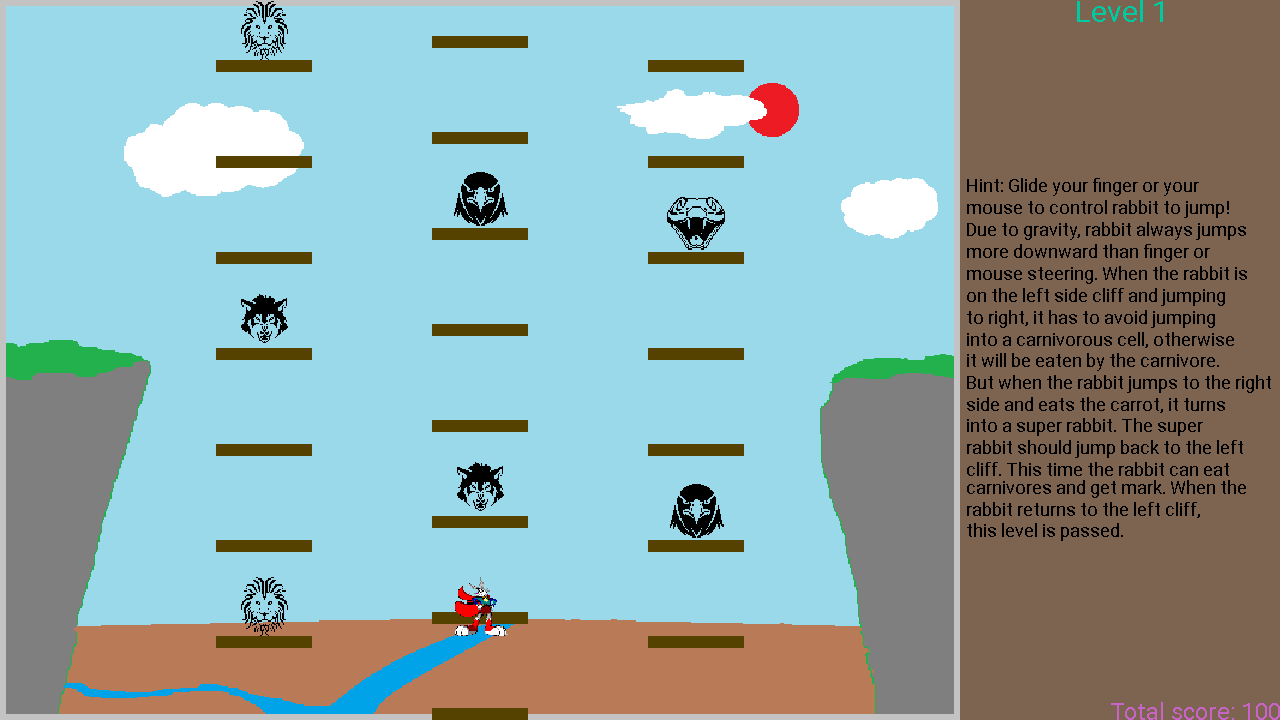 Level 1
Hint: Glide your finger or your
mouse to control rabbit to jump!
Due to gravity, rabbit always jumps
more downward than finger or
mouse steering. When the rabbit is
on the left side cliff and jumping
to right, it has to avoid jumping
into a carnivorous cell, otherwise
it will be eaten by the carnivore.
But when the rabbit jumps to the right
side and eats the carrot, it turns
into a super rabbit. The super
rabbit should jump back to the left
cliff. This time the rabbit can eat
carnivores and get mark. When the
rabbit returns to the left cliff,
this level is passed.
Total score: 100